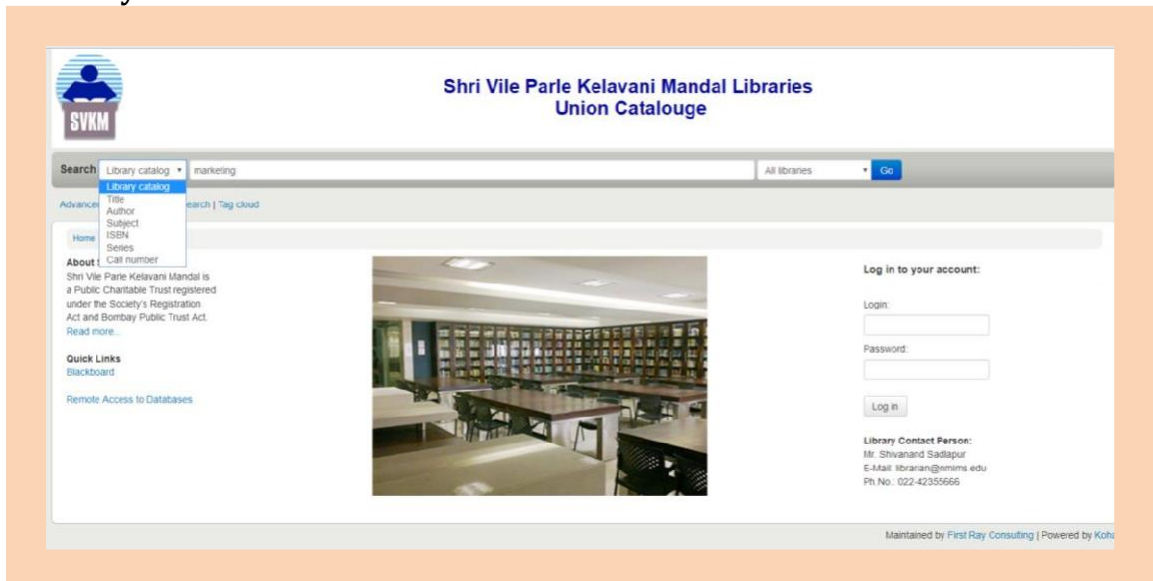 SVKM
Shri Vile Parle Kelavani Mandal Libraries
Union Catalouge
Search Library catalog marketing All libraries Go
Library catalog
Title
Author
Subject
ISBN
Series
Call number
Advanced earch | Tag cloud
Home
About
Shri Vile Parle Kelavani Mandal is
a Public Charitable Trust registered
under the Society's Registration
Act and Bombay Public Trust Act.
Read more...
Quick Links
Blackboard
Remote Access to Databases
Log in to your account:
Login:
Password:
Log in
Library Contact Person:
Mr. Shivanand Sadlapur
E-Mail: librarian@nmims.edu
Ph.No.: 022-42355666
Maintained by First Ray Consulting | Powered by Koha